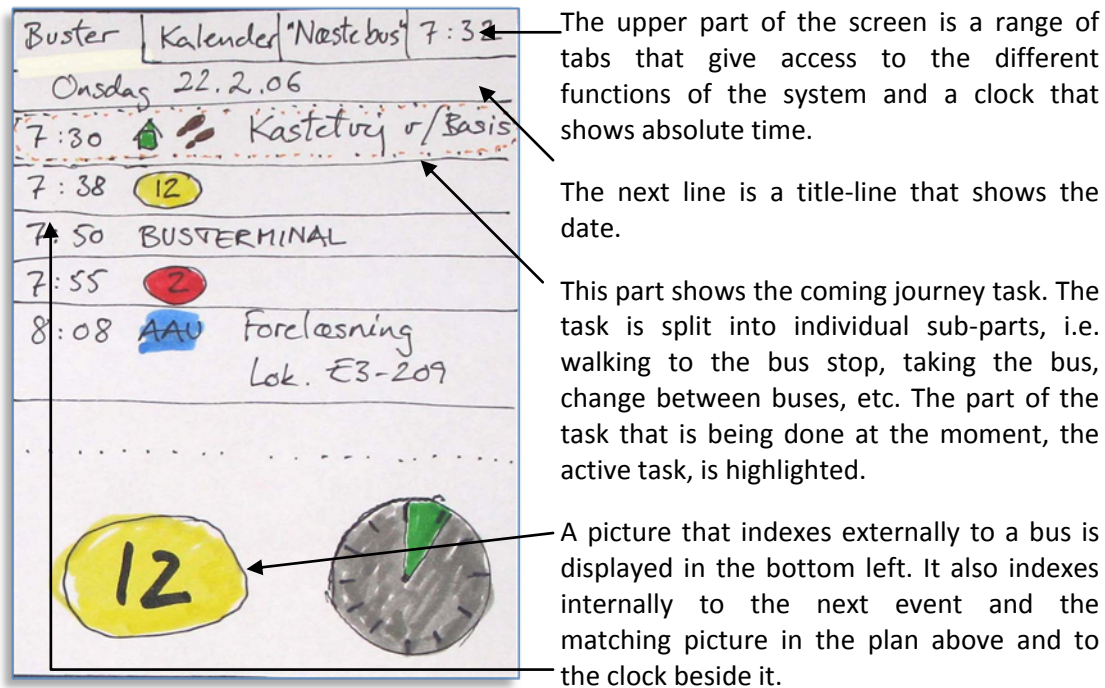 Buster Kalender "Næstebus" 7:32
Onsdag 22.2.06
7:30 Kastetvej v/Basis
7:38 12
7:50 BUSTERMINAL
7:55 2
8:08 AAU Forelæsning
Lok. E3-209
12
The upper part of the screen is a range of
tabs that give access to the different
functions of the system and a clock that
shows absolute time.
The next line is a title-line that shows the
date.
This part shows the coming journey task. The
task is split into individual sub-parts, i.e.
walking to the bus stop, taking the bus,
change between buses, etc. The part of the
task that is being done at the moment, the
active task, is highlighted.
A picture that indexes externally to a bus is
displayed in the bottom left. It also indexes
internally to the next event and the
matching picture in the plan above and to
the clock beside it.